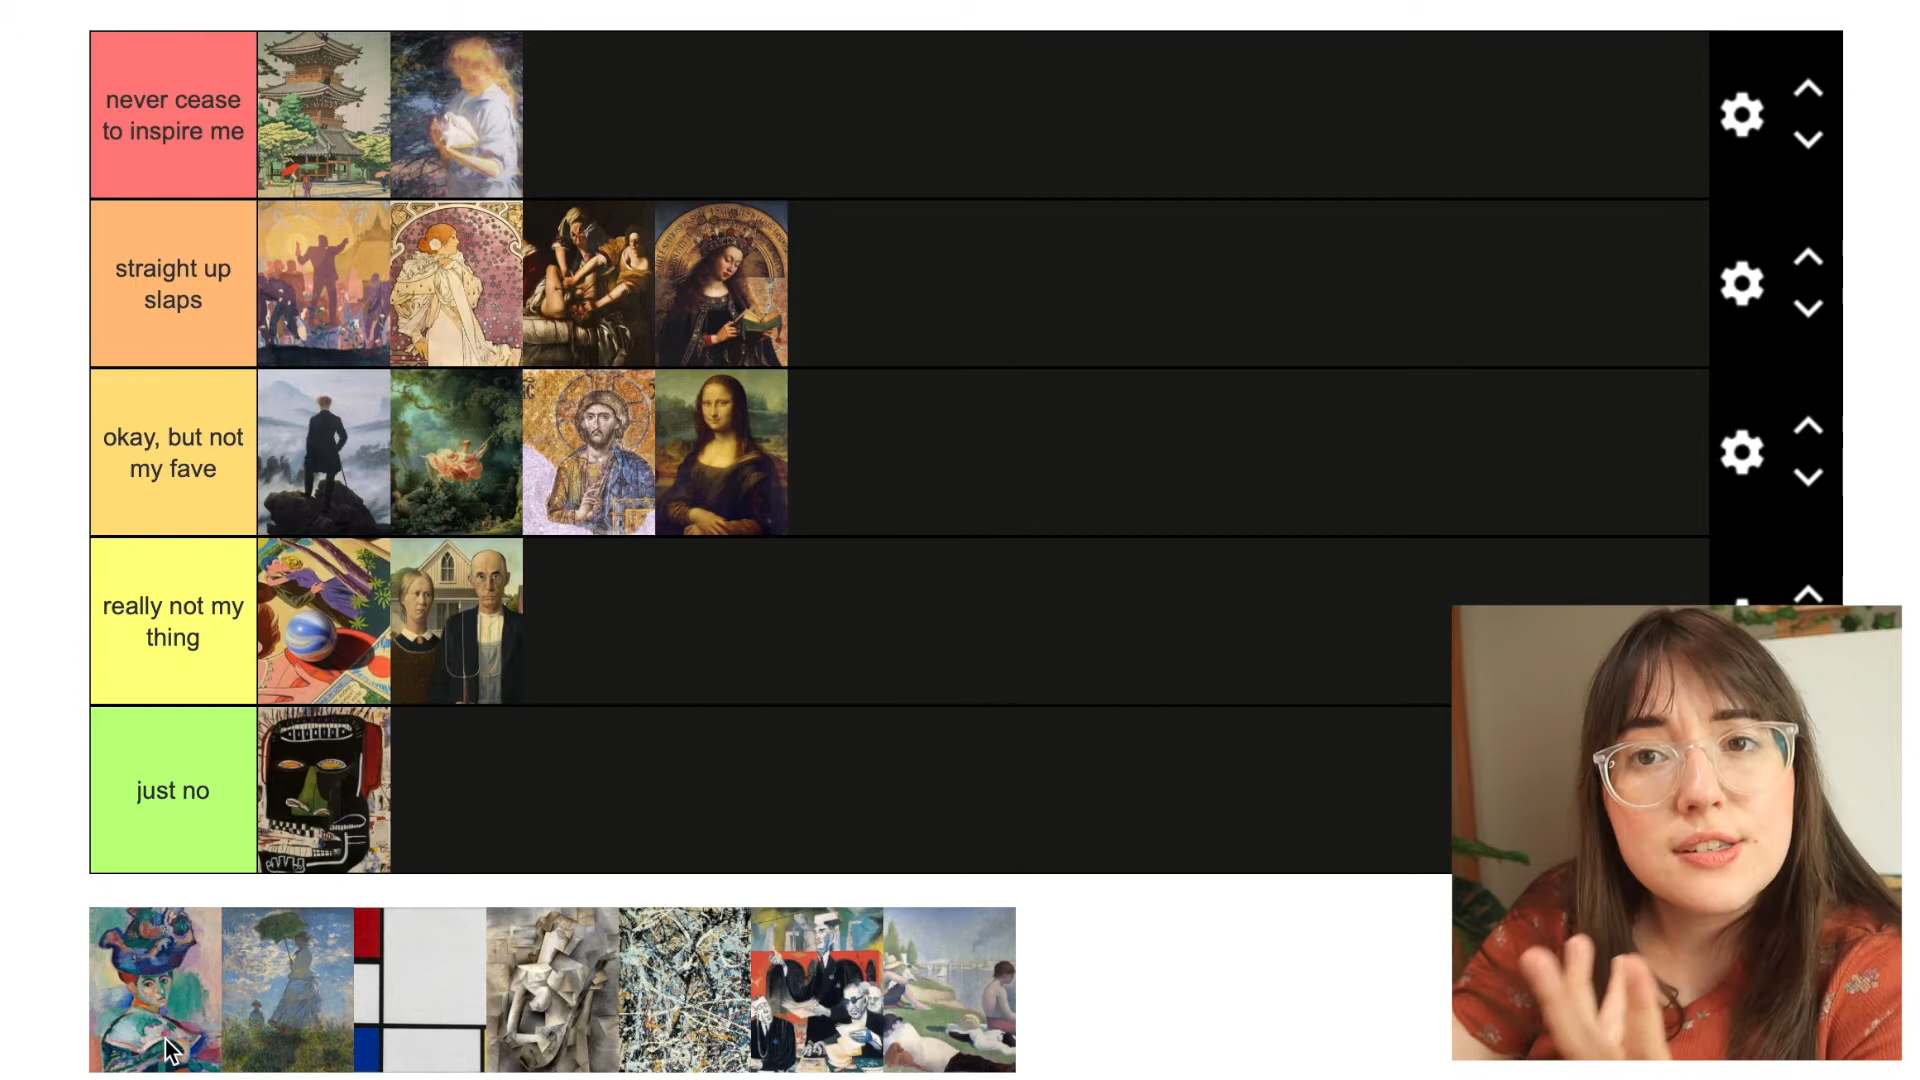 never cease
to inspire me
straight up
slaps
okay, but not
my fave
really not my
thing
just no